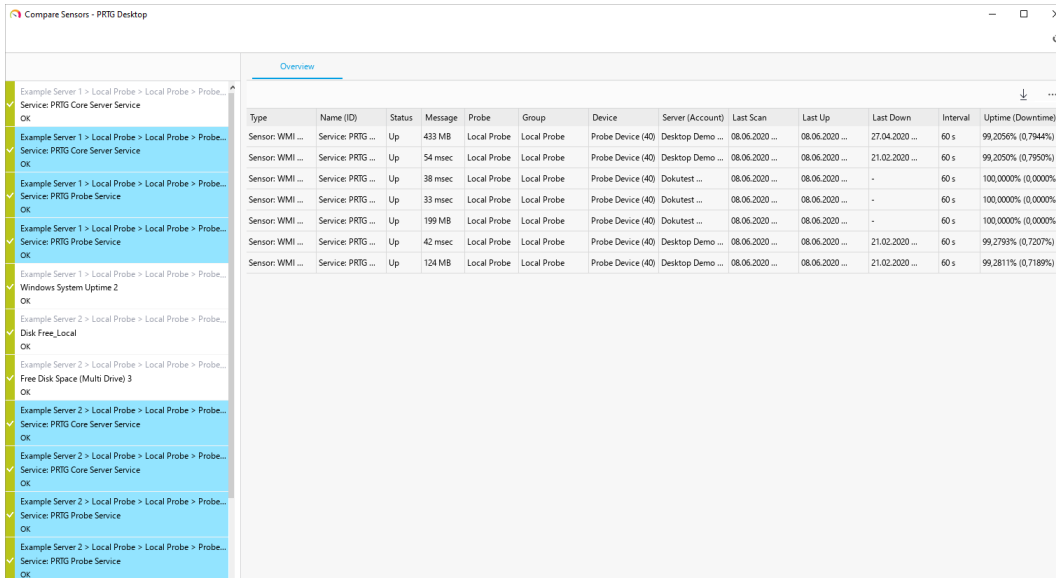 Compare Sensors - PRTG Desktop
Overview
Example Server 1 > Local Probe > Local Probe > Probe...
Service: PRTG Core Server Service
OK
Example Server 1 > Local Probe > Local Probe > Probe...
Service: PRTG Core Server Service
OK
Example Server 1 > Local Probe > Local Probe > Probe...
Service: PRTG Probe Service
OK
Example Server 1 > Local Probe > Local Probe > Probe...
Service: PRTG Probe Service
OK
Example Server 1 > Local Probe > Local Probe > Probe...
Windows System Uptime 2
OK
Example Server 2 > Local Probe > Local Probe > Probe...
Disk Free_Local
OK
Example Server 2 > Local Probe > Local Probe > Probe...
Free Disk Space (Multi Drive) 3
OK
Example Server 2 > Local Probe > Local Probe > Probe...
Service: PRTG Core Server Service
OK
Example Server 2 > Local Probe > Local Probe > Probe...
Service: PRTG Core Server Service
OK
Example Server 2 > Local Probe > Local Probe > Probe...
Service: PRTG Probe Service
OK
Example Server 2 > Local Probe > Local Probe > Probe...
Service: PRTG Probe Service
OK
Type Name (ID) Status Message Probe Group Device Server (Account) Last Scan Last Up Last Down Interval Uptime (Downtime)
Sensor: WMI ... Service: PRTG ... Up 433 MB Local Probe Local Probe Probe Device (40) Desktop Demo ... 08.06.2020 ... 08.06.2020 ... 27.04.2020 ... 60 s 99,2056% (0,7944%)
Sensor: WMI ... Service: PRTG ... Up 54 msec Local Probe Local Probe Probe Device (40) Desktop Demo ... 08.06.2020 ... 08.06.2020 ... 21.02.2020 ... 60 s 99,2050% (0,7950%)
Sensor: WMI ... Service: PRTG ... Up 38 msec Local Probe Local Probe Probe Device (40) Dokutest ... 08.06.2020 ... 08.06.2020 ... - 60 s 100,0000% (0,0000%
Sensor: WMI ... Service: PRTG ... Up 33 msec Local Probe Local Probe Probe Device (40) Dokutest ... 08.06.2020 ... 08.06.2020 ... - 60 s 100,0000% (0,0000%
Sensor: WMI ... Service: PRTG ... Up 199 MB Local Probe Local Probe Probe Device (40) Dokutest ... 08.06.2020 ... 08.06.2020 ... - 60 s 100,0000% (0,0000%
Sensor: WMI ... Service: PRTG ... Up 42 msec Local Probe Local Probe Probe Device (40) Desktop Demo ... 08.06.2020 ... 08.06.2020 ... 21.02.2020 ... 60 s 99,2793% (0,7207%)
Sensor: WMI ... Service: PRTG ... Up 124 MB Local Probe Local Probe Probe Device (40) Desktop Demo ... 08.06.2020 ... 08.06.2020 ... 21.02.2020 ... 60 s 99,2811% (0,7189%)